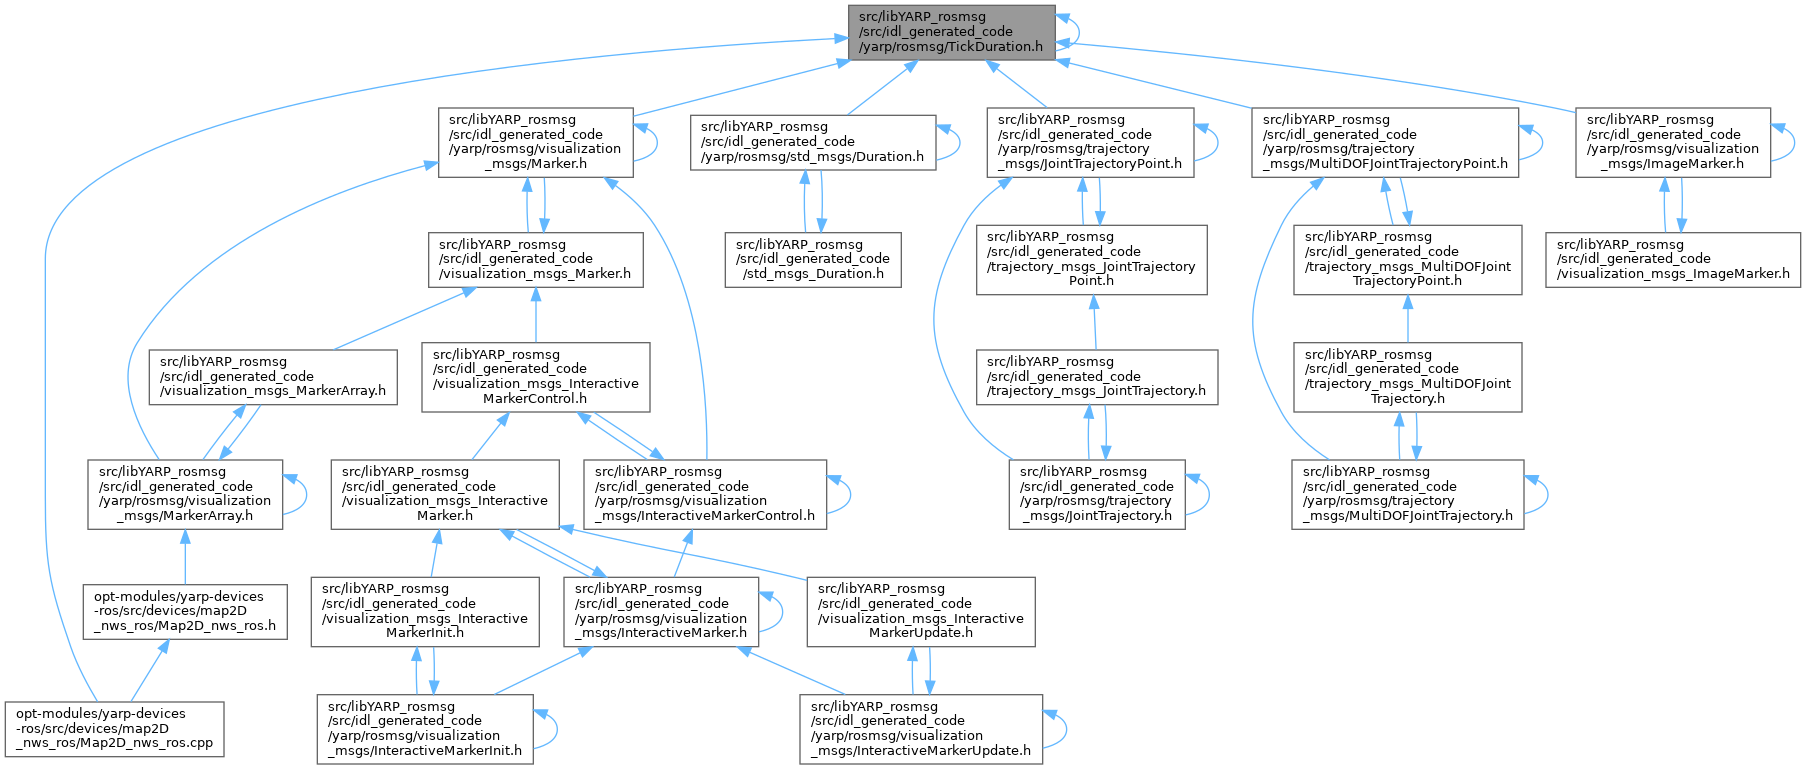 src/libYARP_rosmsg
/src/idl_generated_code
/yarp/rosmsg/TickDuration.h
src/libYARP_rosmsg
/src/idl_generated_code
/yarp/rosmsg/visualization
_msgs/Marker.h
src/libYARP_rosmsg
/src/idl_generated_code
/yarp/rosmsg/std_msgs/Duration.h
src/libYARP_rosmsg
/src/idl_generated_code
/yarp/rosmsg/trajectory
_msgs/JointTrajectoryPoint.h
src/libYARP_rosmsg
/src/idl_generated_code
/yarp/rosmsg/trajectory
_msgs/MultiDOFJointTrajectoryPoint.h
src/libYARP_rosmsg
/src/idl_generated_code
/yarp/rosmsg/visualization
_msgs/ImageMarker.h
src/libYARP_rosmsg
/src/idl_generated_code
/visualization_msgs_Marker.h
src/libYARP_rosmsg
/src/idl_generated_code
/std_msgs_Duration.h
src/libYARP_rosmsg
/src/idl_generated_code
/trajectory_msgs_JointTrajectory
Point.h
src/libYARP_rosmsg
/src/idl_generated_code
/trajectory_msgs_MultiDOFJoint
TrajectoryPoint.h
src/libYARP_rosmsg
/src/idl_generated_code
/visualization_msgs_ImageMarker.h
src/libYARP_rosmsg
/src/idl_generated_code
/visualization_msgs_MarkerArray.h
src/libYARP_rosmsg
/src/idl_generated_code
/visualization_msgs_Interactive
MarkerControl.h
src/libYARP_rosmsg
/src/idl_generated_code
/trajectory_msgs_JointTrajectory.h
src/libYARP_rosmsg
/src/idl_generated_code
/trajectory_msgs_MultiDOFJoint
Trajectory.h
src/libYARP_rosmsg
/src/idl_generated_code
/yarp/rosmsg/visualization
_msgs/MarkerArray.h
src/libYARP_rosmsg
/src/idl_generated_code
/visualization_msgs_Interactive
Marker.h
src/libYARP_rosmsg
/src/idl_generated_code
/yarp/rosmsg/visualization
_msgs/InteractiveMarkerControl.h
src/libYARP_rosmsg
/src/idl_generated_code
/yarp/rosmsg/trajectory
_msgs/JointTrajectory.h
src/libYARP_rosmsg
/src/idl_generated_code
/yarp/rosmsg/trajectory
_msgs/MultiDOFJointTrajectory.h
opt-modules/yarp-devices
-ros/src/devices/map2D
_nws_ros/Map2D_nws_ros.h
src/libYARP_rosmsg
/src/idl_generated_code
/visualization_msgs_Interactive
MarkerInit.h
src/libYARP_rosmsg
/src/idl_generated_code
/yarp/rosmsg/visualization
_msgs/InteractiveMarker.h
src/libYARP_rosmsg
/src/idl_generated_code
/visualization_msgs_Interactive
MarkerUpdate.h
opt-modules/yarp-devices
-ros/src/devices/map2D
_nws_ros/Map2D_nws_ros.cpp
src/libYARP_rosmsg
/src/idl_generated_code
/yarp/rosmsg/visualization
_msgs/InteractiveMarkerInit.h
src/libYARP_rosmsg
/src/idl_generated_code
/yarp/rosmsg/visualization
_msgs/InteractiveMarkerUpdate.h